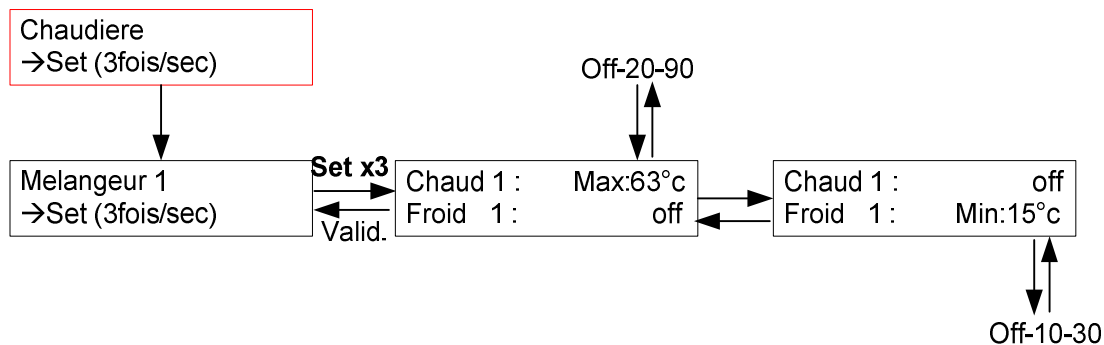 Chaudiere
→Set (3fois/sec)
Off-20-90
Melangeur 1
→Set (3fois/sec)
Set x3
Valid.
Chaud 1 : Max:63°c
Froid 1 : off
Chaud 1 : off
Froid 1 : Min:15°c
Off-10-30